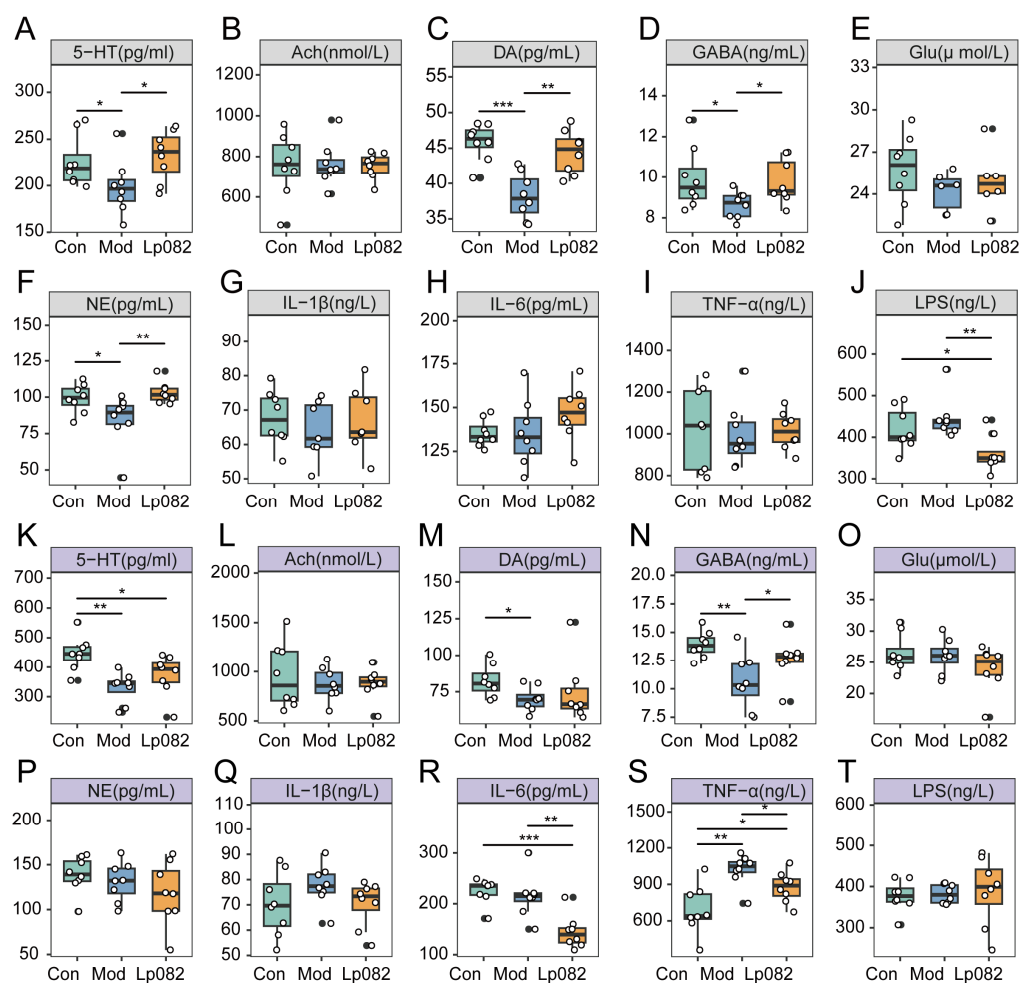 A B C D E
5−HT(pg/ml) Ach(nmol/L) DA(pg/mL) GABA(ng/mL) Glu(μ mol/L)
300 250 200 150 * *
1200 1000 800 600
55 50 45 40 35 *** **
14 12 10 8 * *
33 30 27 24
Con Mod Lp082 Con Mod Lp082 Con Mod Lp082 Con Mod Lp082 Con Mod Lp082
F G H I J
NE(pg/mL) IL−1β(ng/L) IL−6(pg/mL) TNF−α(ng/L) LPS(ng/L)
150 125 100 75 50 * **
90 80 70 60 50
200 175 150 125
1400 1200 1000 800
600 500 400 300 ** *
Con Mod Lp082 Con Mod Lp082 Con Mod Lp082 Con Mod Lp082 Con Mod Lp082
K L M N O
5−HT(pg/ml) Ach(nmol/L) DA(pg/mL) GABA(ng/mL) Glu(μmol/L)
700 600 500 400 300 * **
2000 1500 1000 500
150 125 100 75 *
20.0 17.5 15.0 12.5 10.0 7.5 ** *
35 30 25 20
Con Mod Lp082 Con Mod Lp082 Con Mod Lp082 Con Mod Lp082 Con Mod Lp082
P Q R S T
NE(pg/mL) IL−1β(ng/L) IL−6(pg/mL) TNF−α(ng/L) LPS(ng/L)
200 150 100 50
110 100 90 80 70 60 50
300 200 100 ** ***
1500 1200 900 600 * * **
600 500 400 300
Con Mod Lp082 Con Mod Lp082 Con Mod Lp082 Con Mod Lp082 Con Mod Lp082